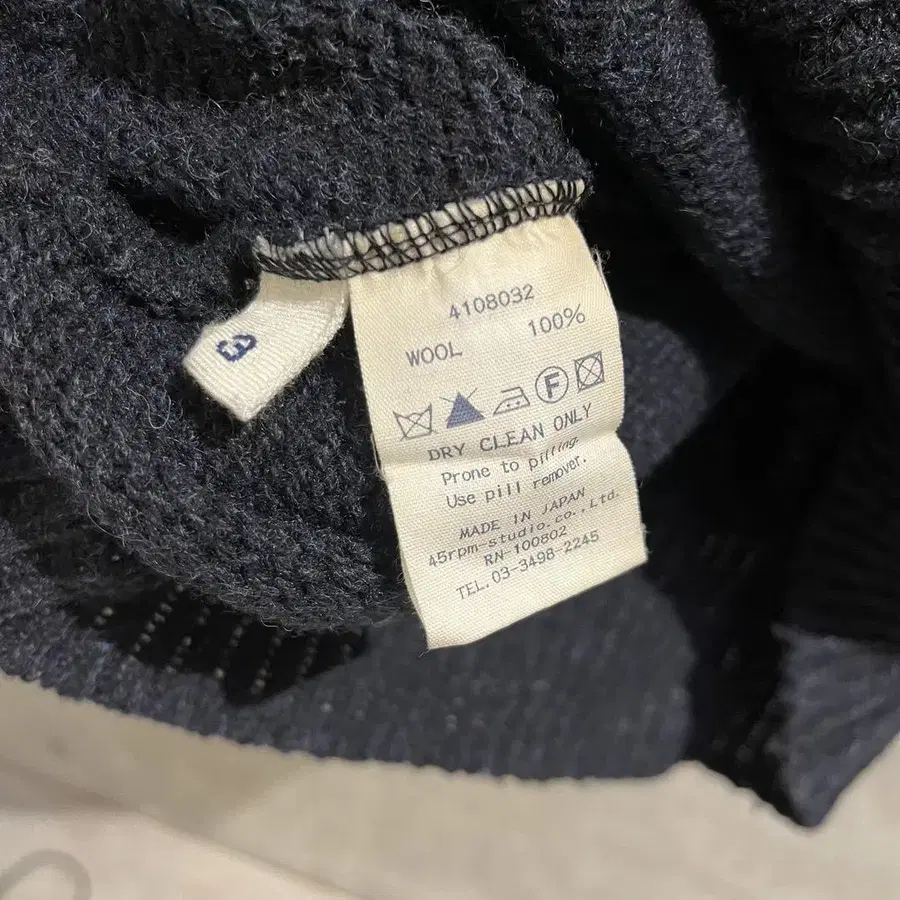 3
4108032
WOOL 100%
F
DRY CLEAN ONLY
Prone to pilling.
Use pill remover.
MADE IN JAPAN
45rpm-studio.co.,Ltd.
RN-100802
TEL.03-3498-2245